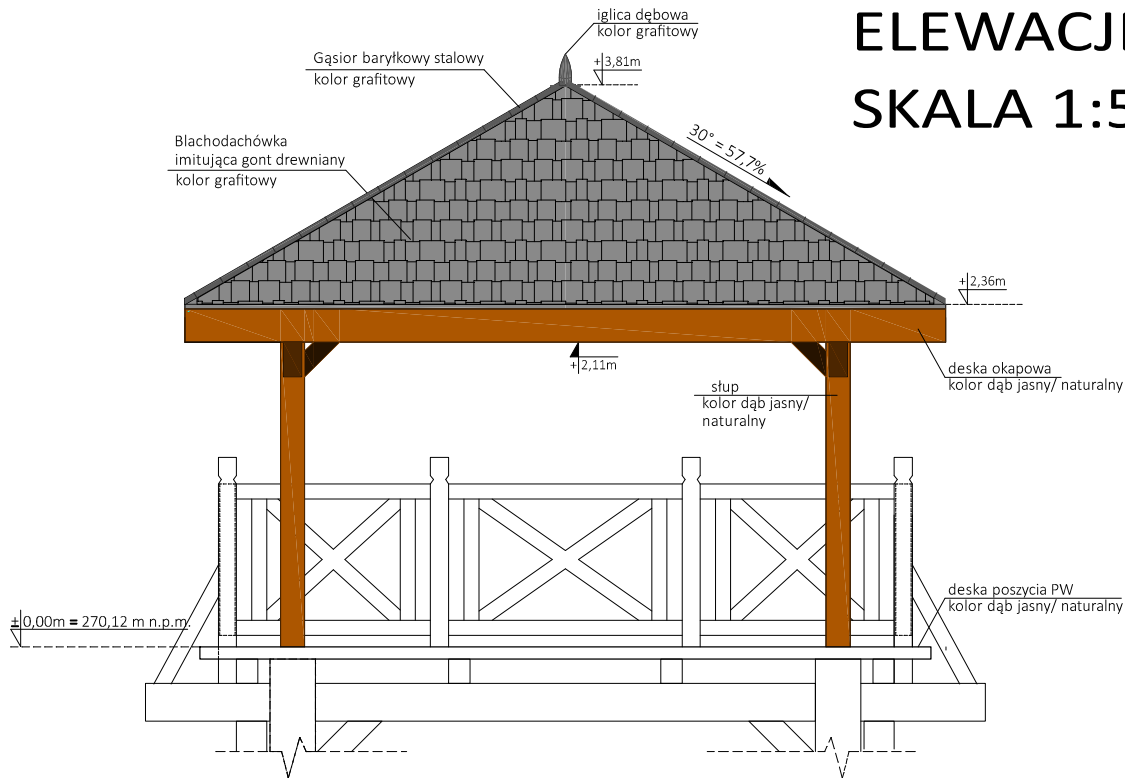 ELEWACJE
SKALA 1:5
iglica dębowa
kolor grafitowy
Gąsior baryłkowy stalowy
kolor grafitowy
+3,81m
Blachodachówka
imitująca gont drewniany
kolor grafitowy
30° = 57,7%
+2,36m
+2,11m
deska okapowa
kolor dąb jasny/ naturalny
słup
kolor dąb jasny/
naturalny
deska poszycia PW
kolor dąb jasny/ naturalny
±0,00m = 270,12 m n.p.m.